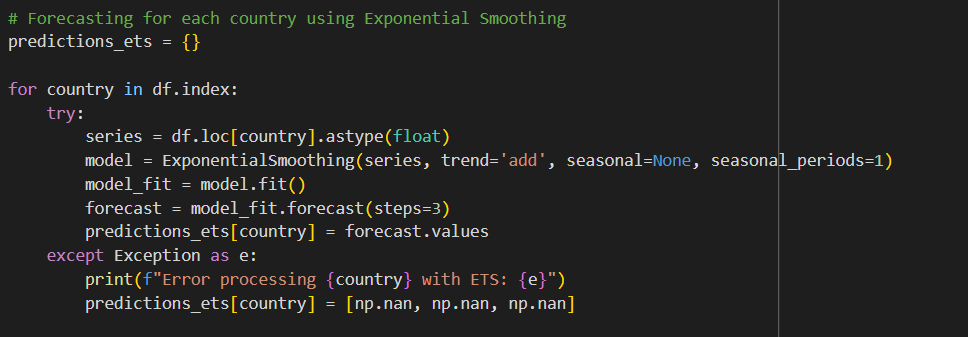 # Forecasting for each country using Exponential Smoothing
predictions_ets = {}
for country in df.index:
    try:
        series = df.loc[country].astype(float)
        model = ExponentialSmoothing(series, trend='add', seasonal=None, seasonal_periods=1)
        model_fit = model.fit()
        forecast = model_fit.forecast(steps=3)
        predictions_ets[country] = forecast.values
    except Exception as e:
        print(f"Error processing {country} with ETS: {e}")
        predictions_ets[country] = [np.nan, np.nan, np.nan]